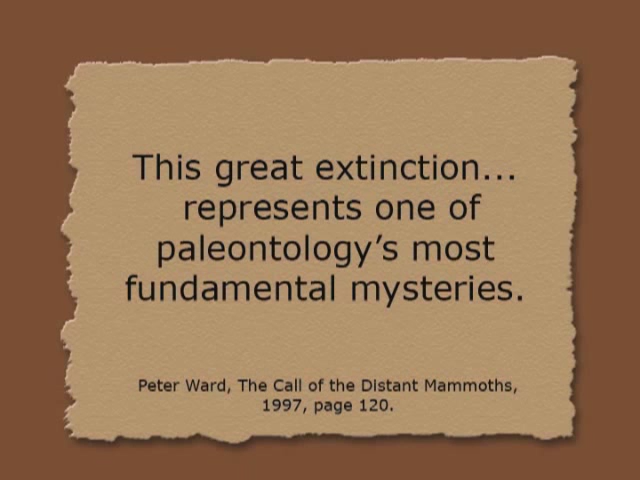 This great extinction...
represents one of
paleontology’s most
fundamental mysteries.
Peter Ward, The Call of the Distant Mammoths,
1997, page 120.